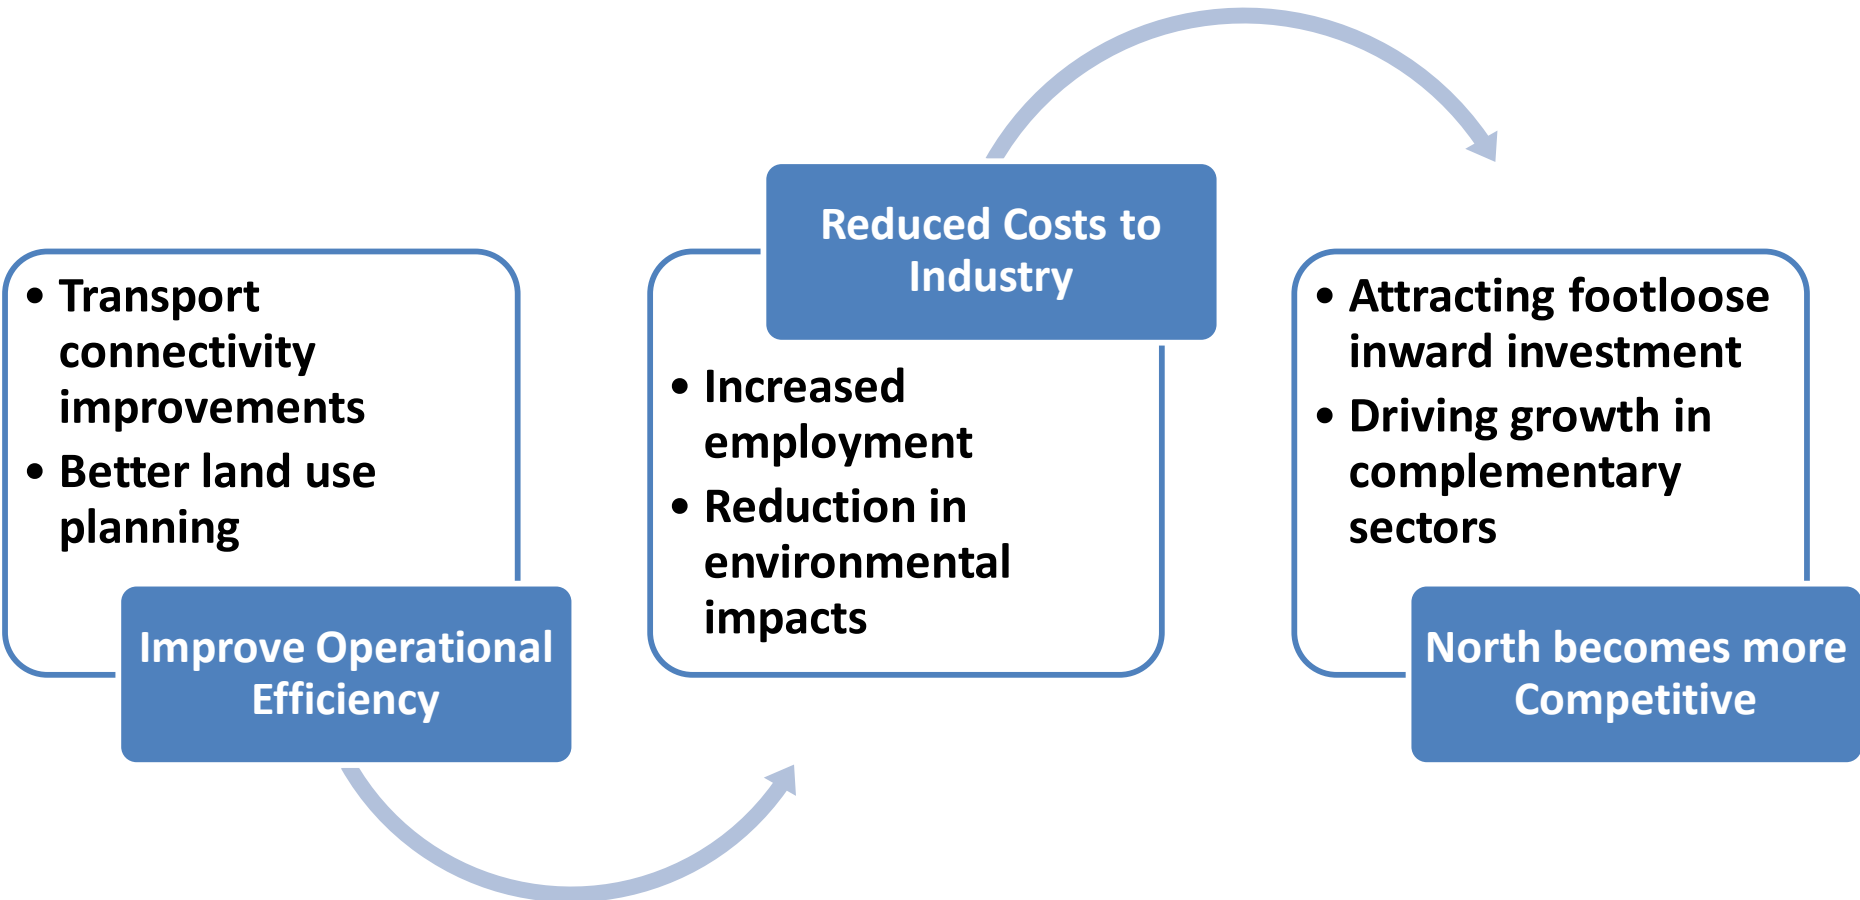 • Transport
connectivity
improvements
• Better land use
planning
Improve Operational
Efficiency
Reduced Costs to
Industry
• Increased
employment
• Reduction in
environmental
impacts
• Attracting footloose
inward investment
• Driving growth in
complementary
sectors
North becomes more
Competitive